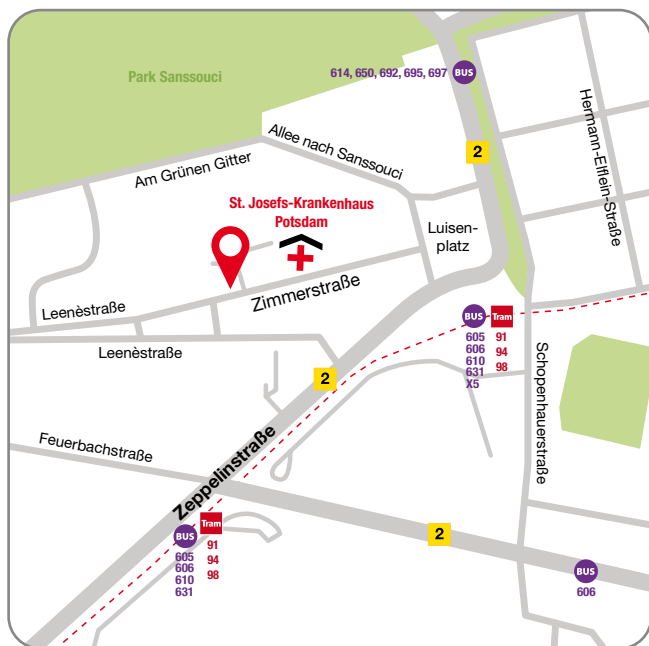 Park Sanssouci
614, 650, 692, 695, 697
BUS
2
Hermann-Elflein-Straße
Allee nach Sanssouci
Am Grünen Gitter
St. Josefs-Krankenhaus
Potsdam
Luisen-
platz
Zimmerstraße
Leenèstraße
Leenèstraße
BUS
Tram
605
606
610
631
X5
91
94
98
2
Schopenhauerstraße
Feuerbachstraße
Zeppelinstraße
BUS
Tram
605
606
610
631
91
94
98
2
BUS
606